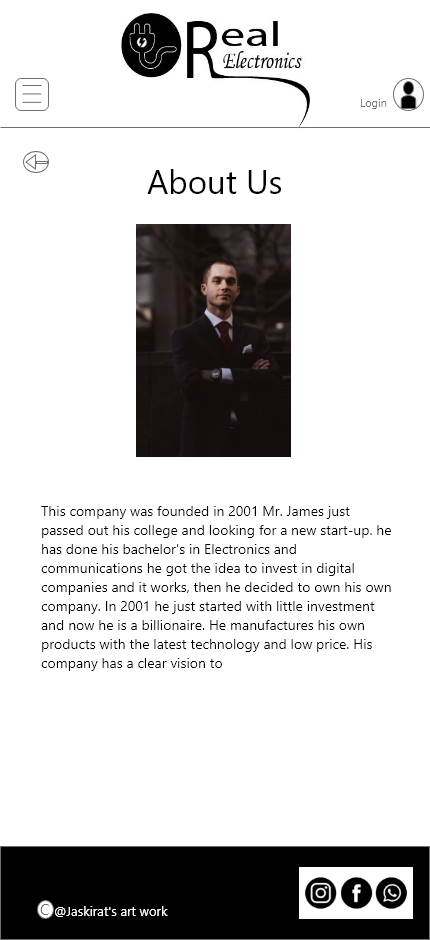 Real
Electronics
Login
About Us
This company was founded in 2001 Mr. James just
passed out his college and looking for a new start-up. he
has done his bachelor's in Electronics and
communications he got the idea to invest in digital
companies and it works, then he decided to own his own
company. In 2001 he just started with little investment
and now he is a billionaire. He manufactures his own
products with the latest technology and low price. His
company has a clear vision to
C@Jaskirat's art work